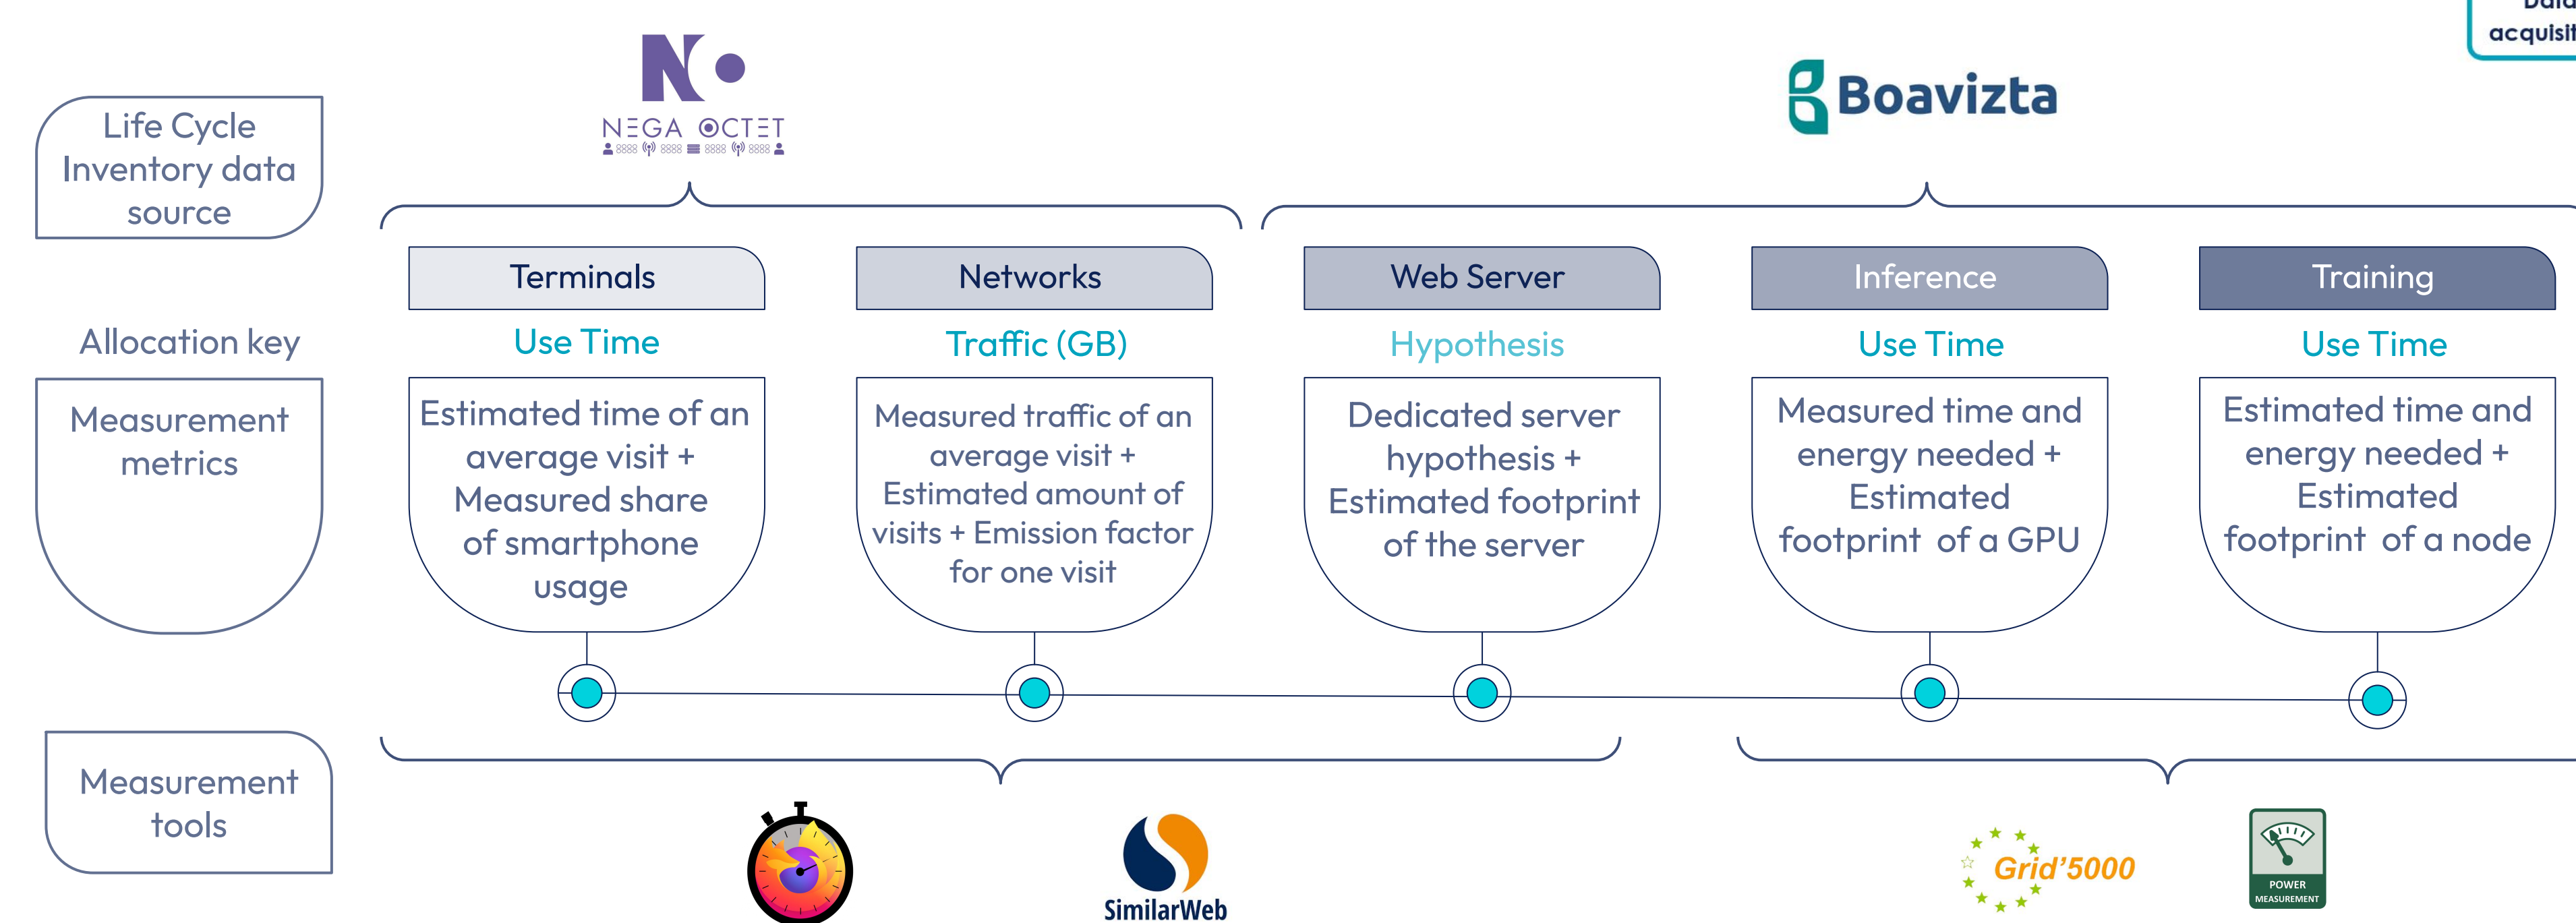 Data
acquisit
NEGA OCTET
Boavizta
Life Cycle
Inventory data
source
Terminals
Networks
Web Server
Inference
Training
Allocation key
Use Time
Traffic (GB)
Hypothesis
Use Time
Use Time
Measurement
metrics
Estimated time of an
average visit +
Measured share
of smartphone
usage
Measured traffic of an
average visit +
Estimated amount of
visits + Emission factor
for one visit
Dedicated server
hypothesis +
Estimated footprint
of the server
Measured time and
energy needed +
Estimated
footprint of a GPU
Estimated time and
energy needed +
Estimated
footprint of a node
Measurement
tools
SimilarWeb
Grid'5000
POWER
MEASUREMENT